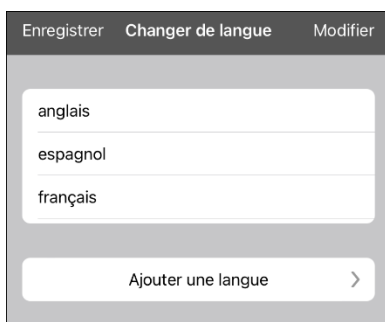 Enregistrer Changer de langue Modifier
anglais
espagnol
français
Ajouter une langue